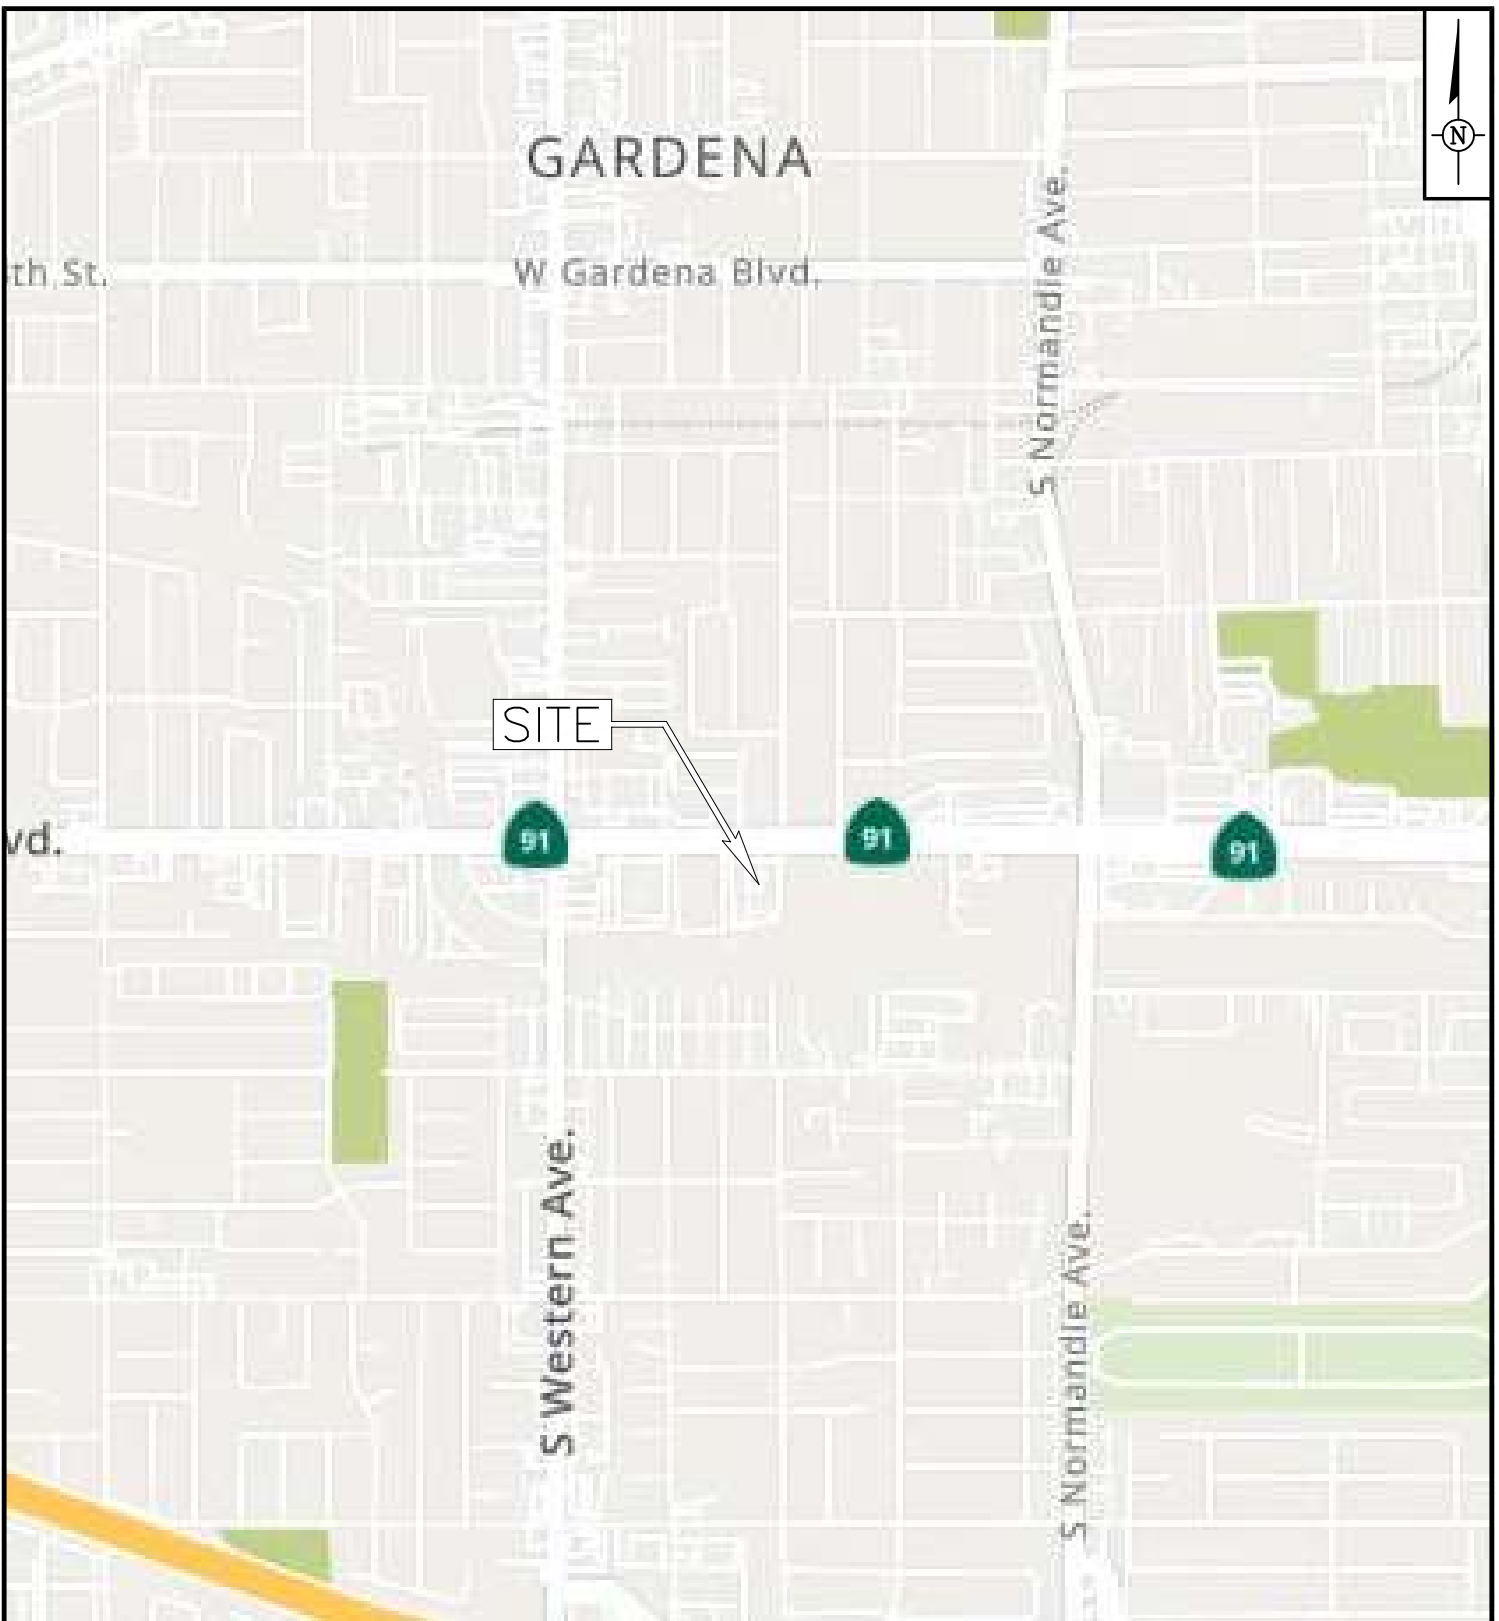 N
GARDENA
S Normandie Ave.
th St.
W Gardena Blvd.
SITE
91
91
91
vd.
S Western Ave.
S Normandie Ave.